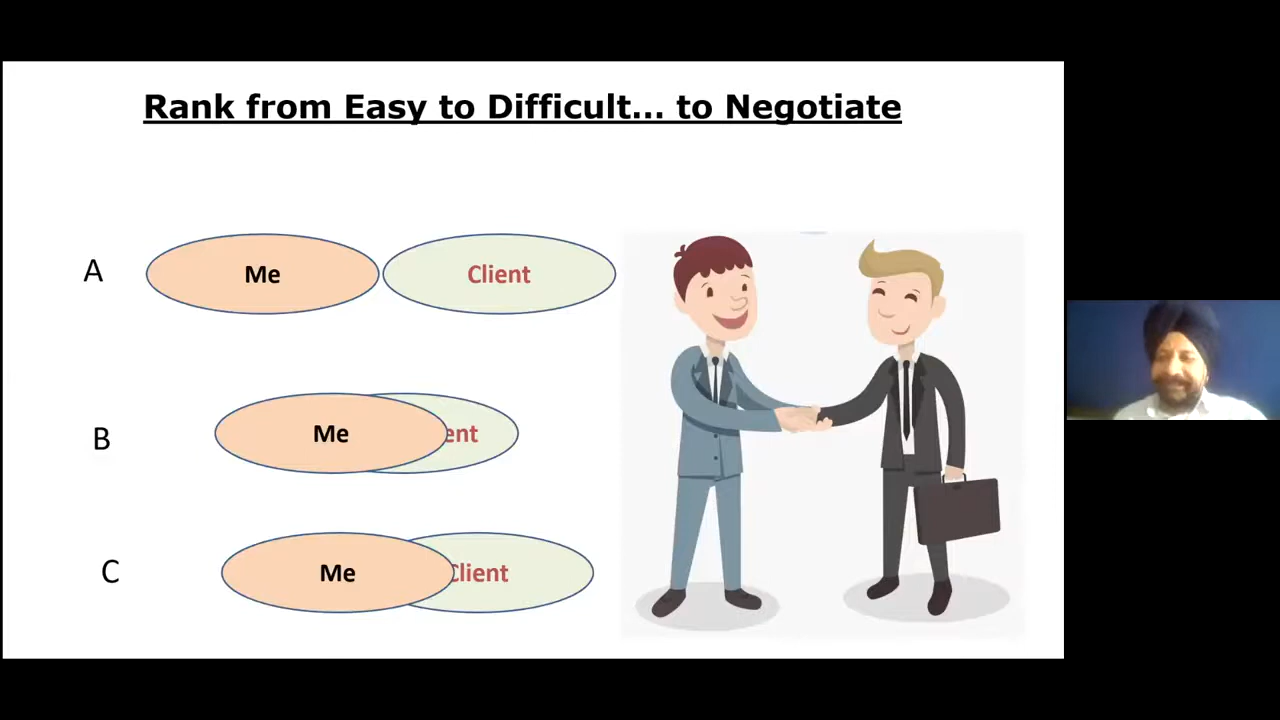 Rank from Easy to Difficult... to Negotiate
A
Me
Client
B
Me
ent
C
Me
Client